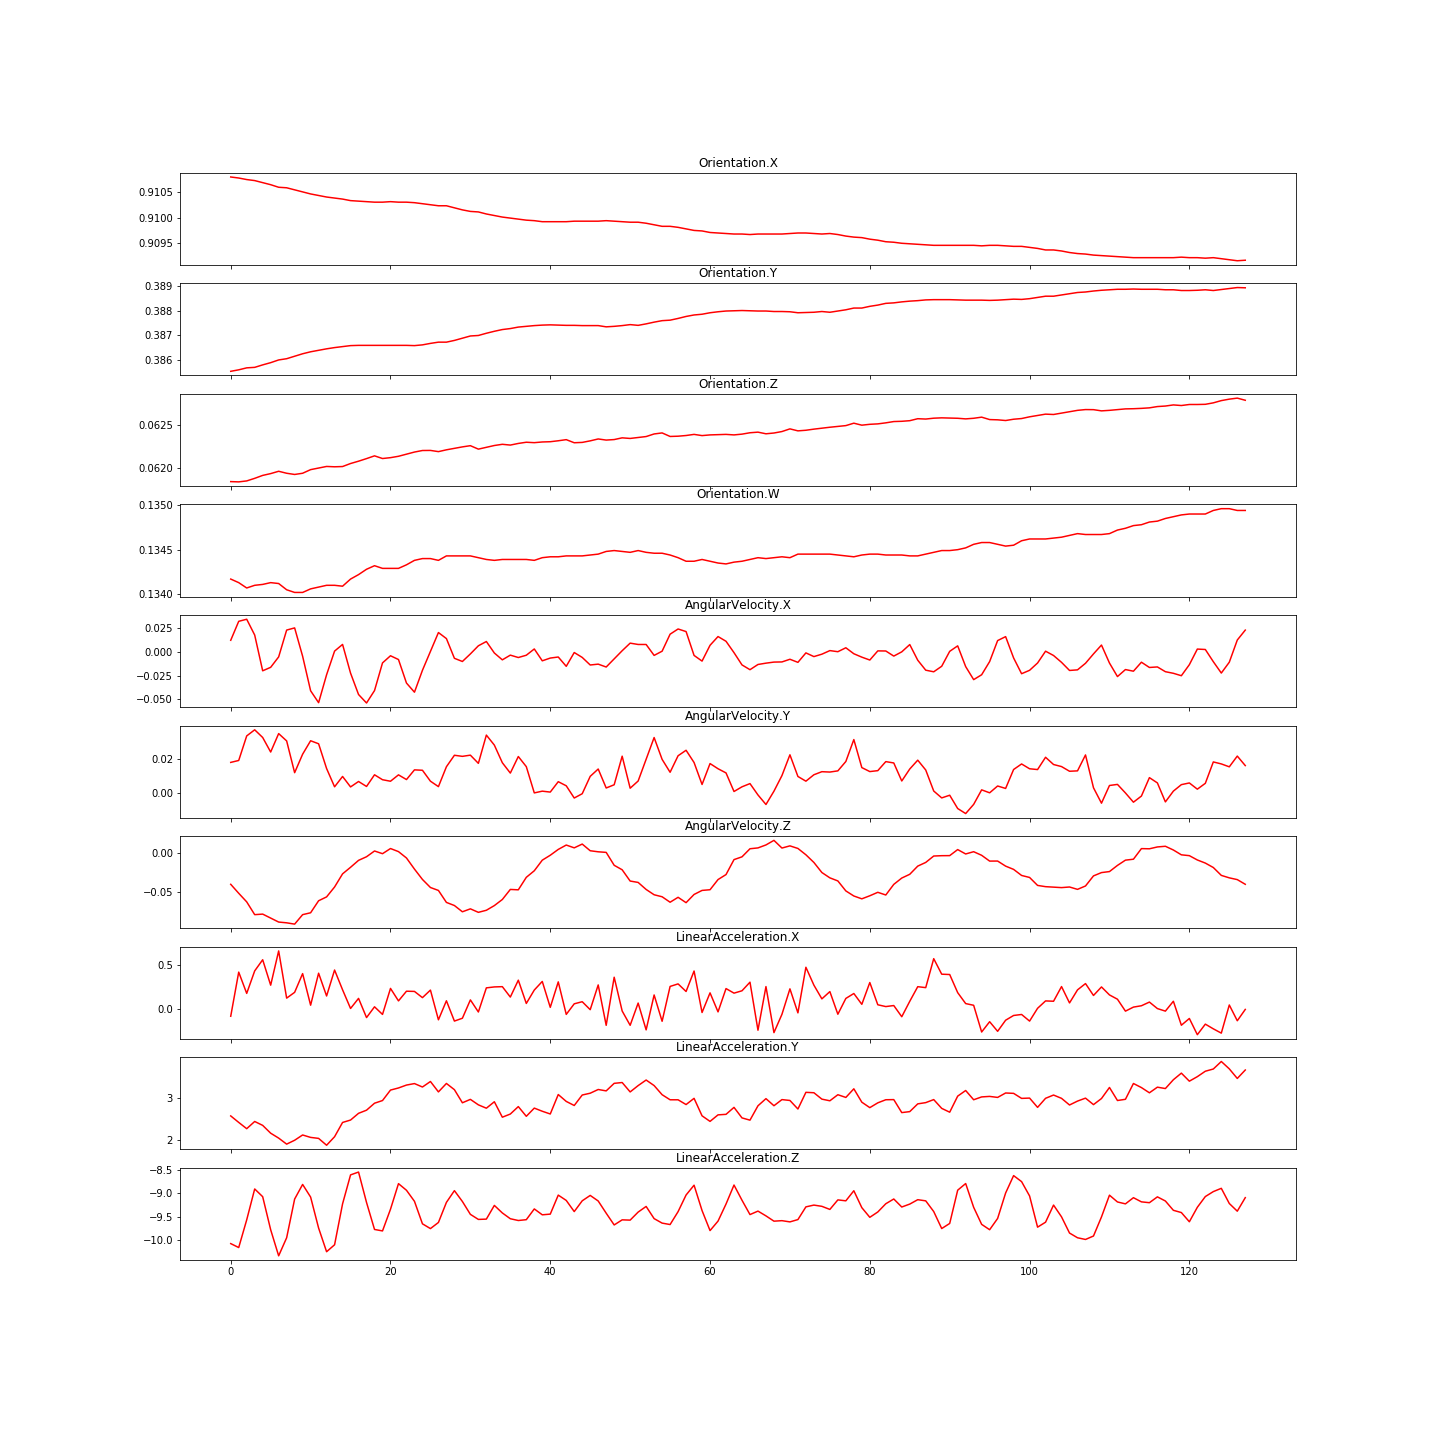 Orientation.X
0.9105
0.9100
0.9095
Orientation.Y
0.389
0.388
0.387
0.386
Orientation.Z
0.0625
0.0620
Orientation.W
0.1350
0.1345
0.1340
AngularVelocity.X
0.025
0.000
−0.025
−0.050
AngularVelocity.Y
0.02
0.00
AngularVelocity.Z
0.00
−0.05
LinearAcceleration.X
0.5
0.0
LinearAcceleration.Y
3
2
LinearAcceleration.Z
−8.5
−9.0
−9.5
−10.0
0 20 40 60 80 100 120